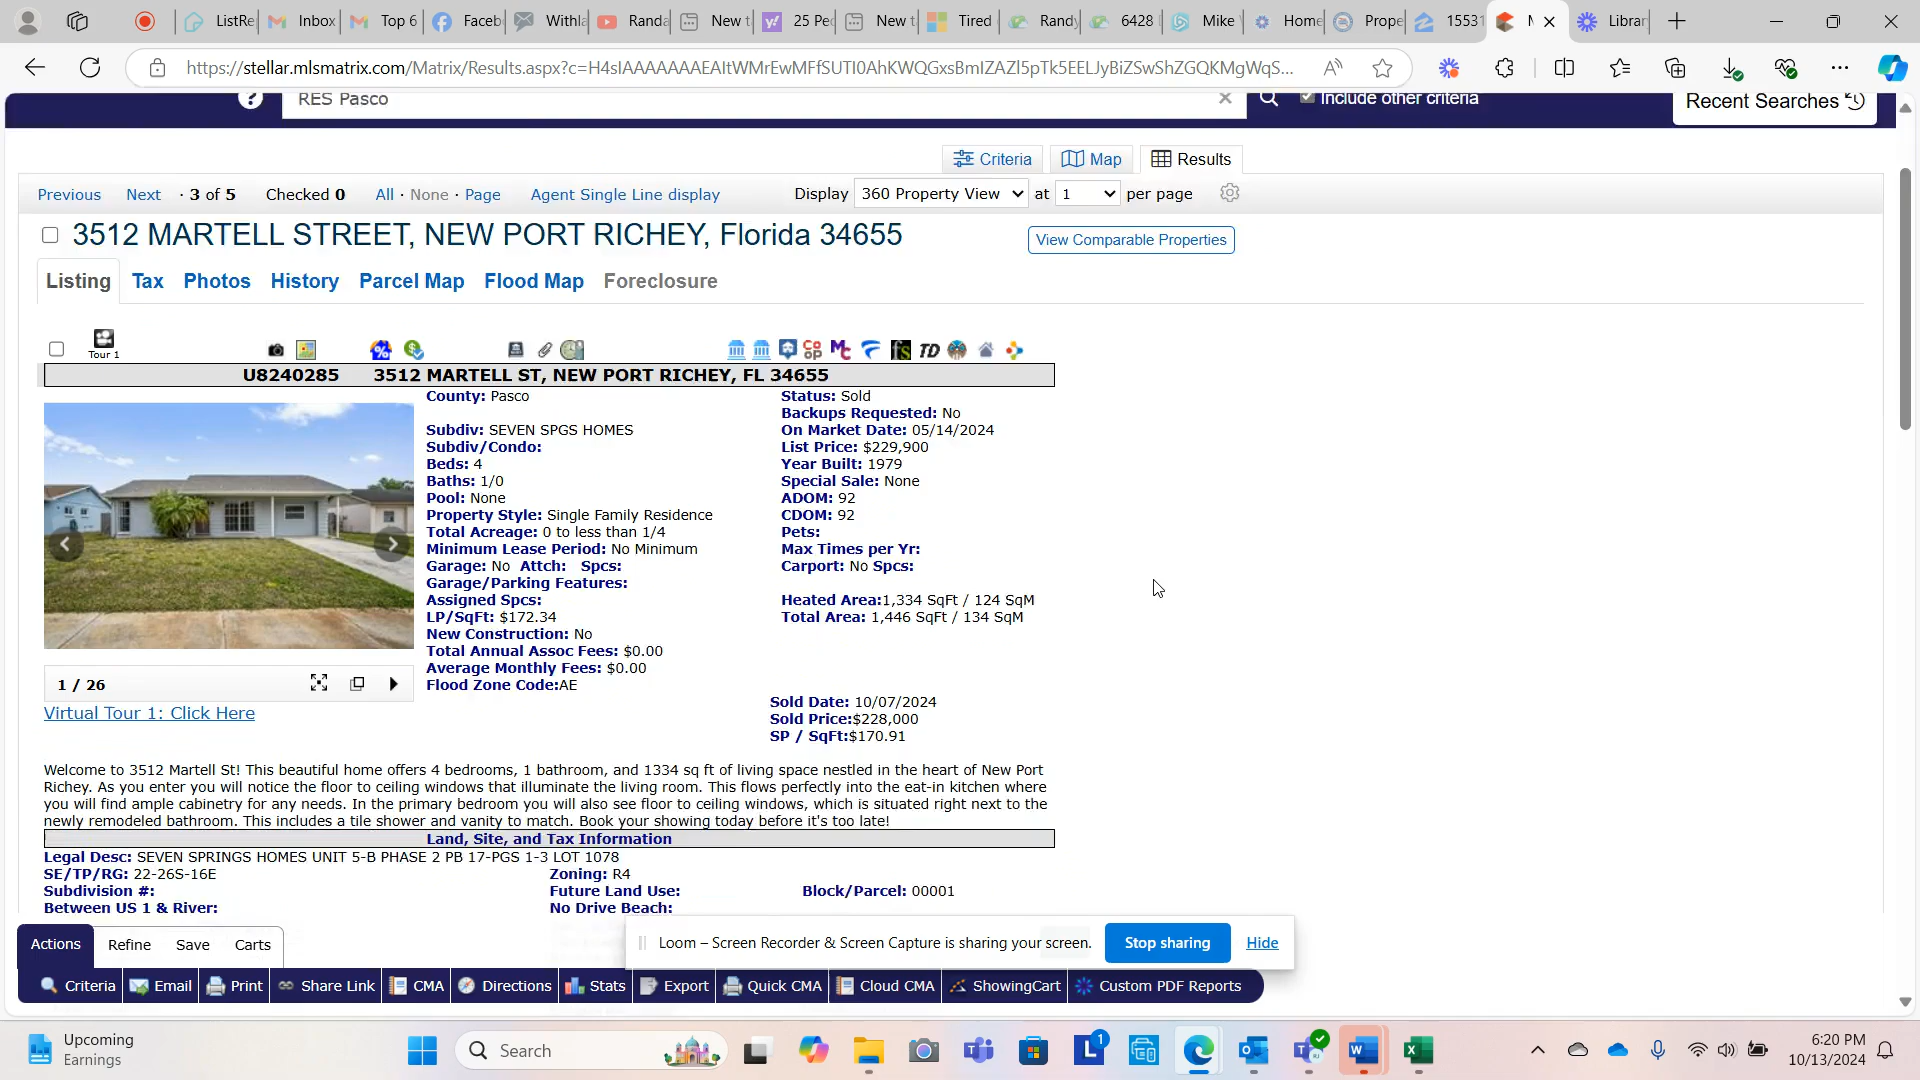 ListRe
Inbox
Top 6
Faceb
Withla
Randa
New t
25 Pec
New t
Tired
Randy
6428
Mike
Home
Prope
15531
Librar
https://stellar.mlsmatrix.com/Matrix/Results.aspx?c=H4sIAAAAAAAEAItWMrEwMFfSUTI0AhKWQGxsBmIZAZl5pTk5EELJyBiZSwShZGQKMgWqS...
RES Pasco
Include other criteria
Recent Searches
Criteria Map Results
Previous Next · 3 of 5 Checked 0 All · None · Page Agent Single Line display Display 360 Property View at 1 per page
3512 MARTELL STREET, NEW PORT RICHEY, Florida 34655
View Comparable Properties
Listing Tax Photos History Parcel Map Flood Map Foreclosure
Tour 1
U8240285 3512 MARTELL ST, NEW PORT RICHEY, FL 34655
County: Pasco
Status: Sold
Backups Requested: No
Subdiv: SEVEN SPGS HOMES
On Market Date: 05/14/2024
Subdiv/Condo:
List Price: $229,900
Beds: 4
Year Built: 1979
Baths: 1/0
Special Sale: None
Pool: None
ADOM: 92
Property Style: Single Family Residence
CDOM: 92
Total Acreage: 0 to less than 1/4
Pets:
Minimum Lease Period: No Minimum
Max Times per Yr:
Garage: No Attch: Spcs:
Carport: No Spcs:
Garage/Parking Features:
Assigned Spcs:
Heated Area:1,334 SqFt / 124 SqM
LP/SqFt: $172.34
Total Area: 1,446 SqFt / 134 SqM
New Construction: No
Total Annual Assoc Fees: $0.00
Average Monthly Fees: $0.00
Flood Zone Code:AE
1 / 26
Virtual Tour 1: Click Here
Sold Date: 10/07/2024
Sold Price:$228,000
SP / SqFt:$170.91
Welcome to 3512 Martell St! This beautiful home offers 4 bedrooms, 1 bathroom, and 1334 sq ft of living space nestled in the heart of New Port
Richey. As you enter you will notice the floor to ceiling windows that illuminate the living room. This flows perfectly into the eat-in kitchen where
you will find ample cabinetry for any needs. In the primary bedroom you will also see floor to ceiling windows, which is situated right next to the
newly remodeled bathroom. This includes a tile shower and vanity to match. Book your showing today before it's too late!
Land, Site, and Tax Information
Legal Desc: SEVEN SPRINGS HOMES UNIT 5-B PHASE 2 PB 17-PGS 1-3 LOT 1078
SE/TP/RG: 22-26S-16E
Zoning: R4
Subdivision #:
Future Land Use:
Block/Parcel: 00001
Between US 1 & River:
No Drive Beach:
Actions Refine Save Carts
Loom – Screen Recorder & Screen Capture is sharing your screen. Stop sharing Hide
Criteria Email Print Share Link CMA Directions Stats Export Quick CMA Cloud CMA ShowingCart Custom PDF Reports
Upcoming
Earnings
Search
6:20 PM
10/13/2024